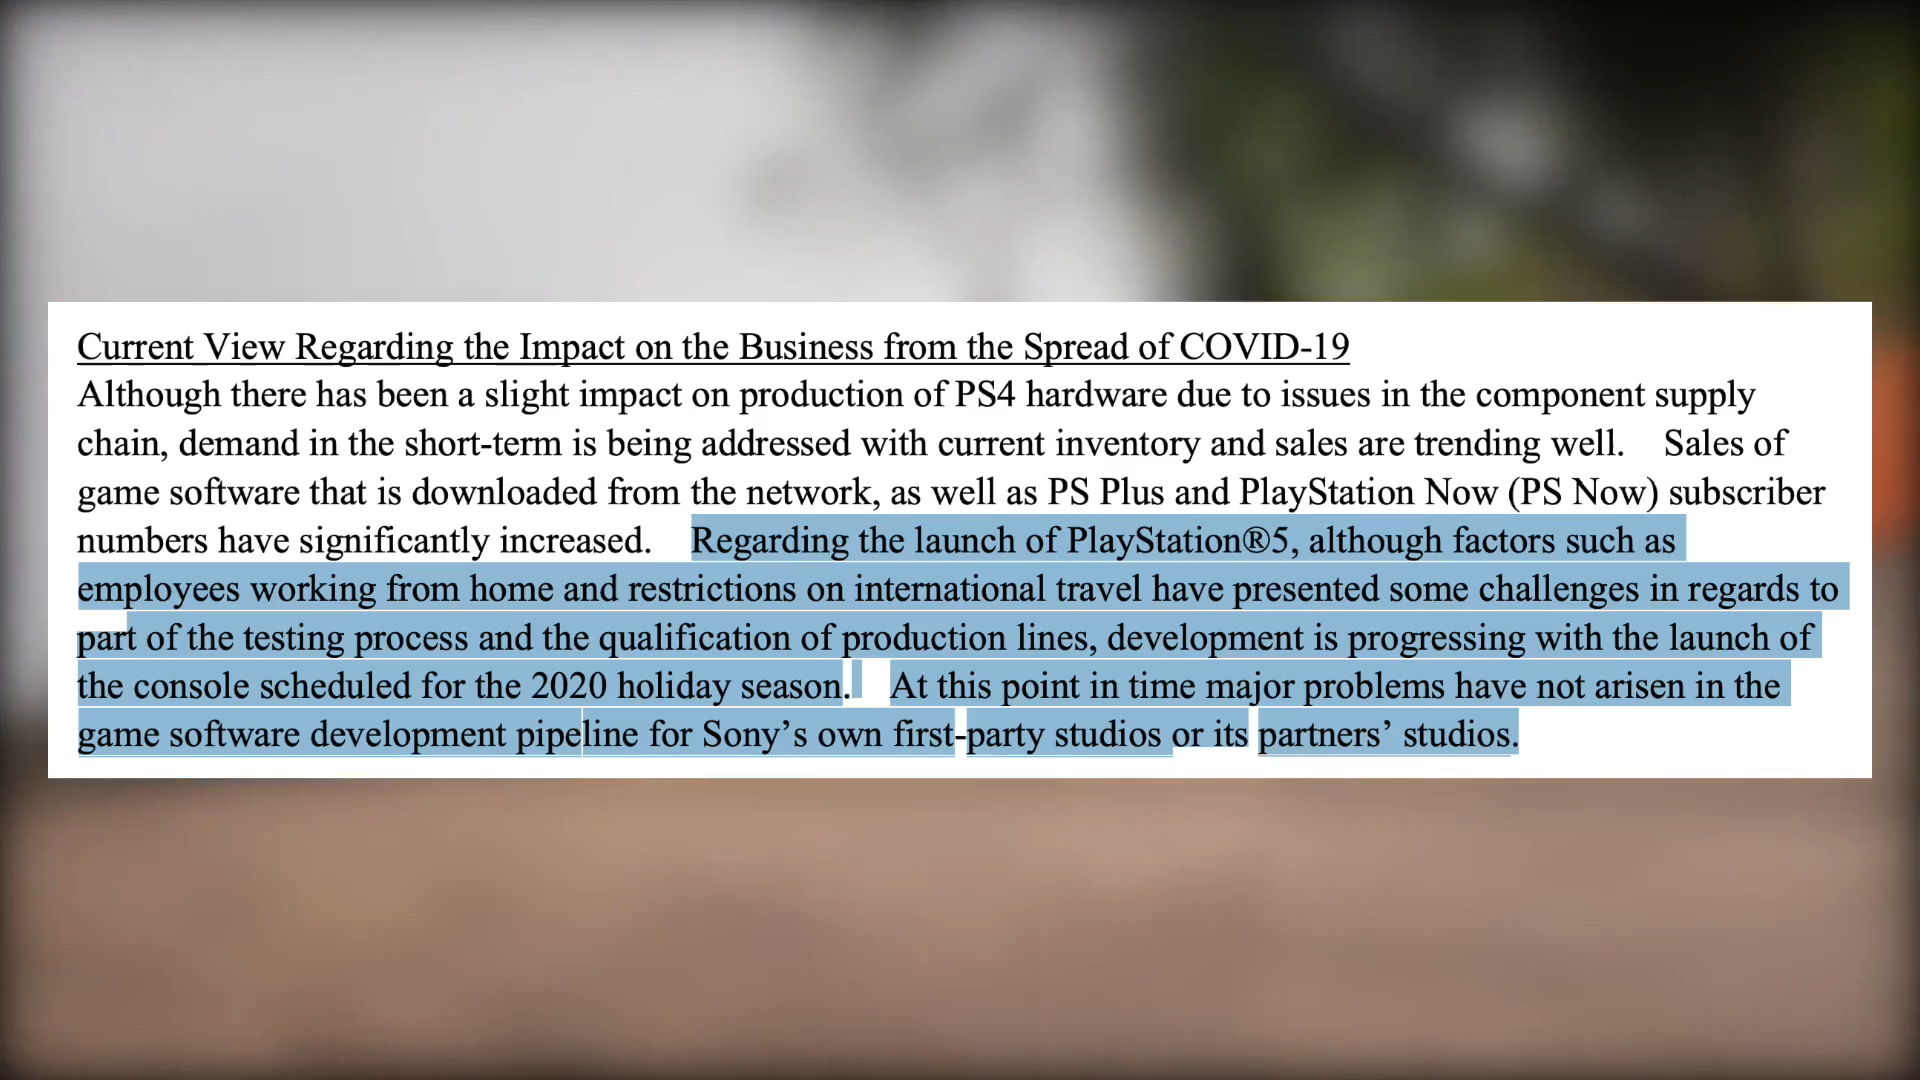 Current View Regarding the Impact on the Business from the Spread of COVID-19
Although there has been a slight impact on production of PS4 hardware due to issues in the component supply
chain, demand in the short-term is being addressed with current inventory and sales are trending well. Sales of
game software that is downloaded from the network, as well as PS Plus and PlayStation Now (PS Now) subscriber
numbers have significantly increased. Regarding the launch of PlayStation®5, although factors such as
employees working from home and restrictions on international travel have presented some challenges in regards to
part of the testing process and the qualification of production lines, development is progressing with the launch of
the console scheduled for the 2020 holiday season. At this point in time major problems have not arisen in the
game software development pipeline for Sony’s own first-party studios or its partners’ studios.